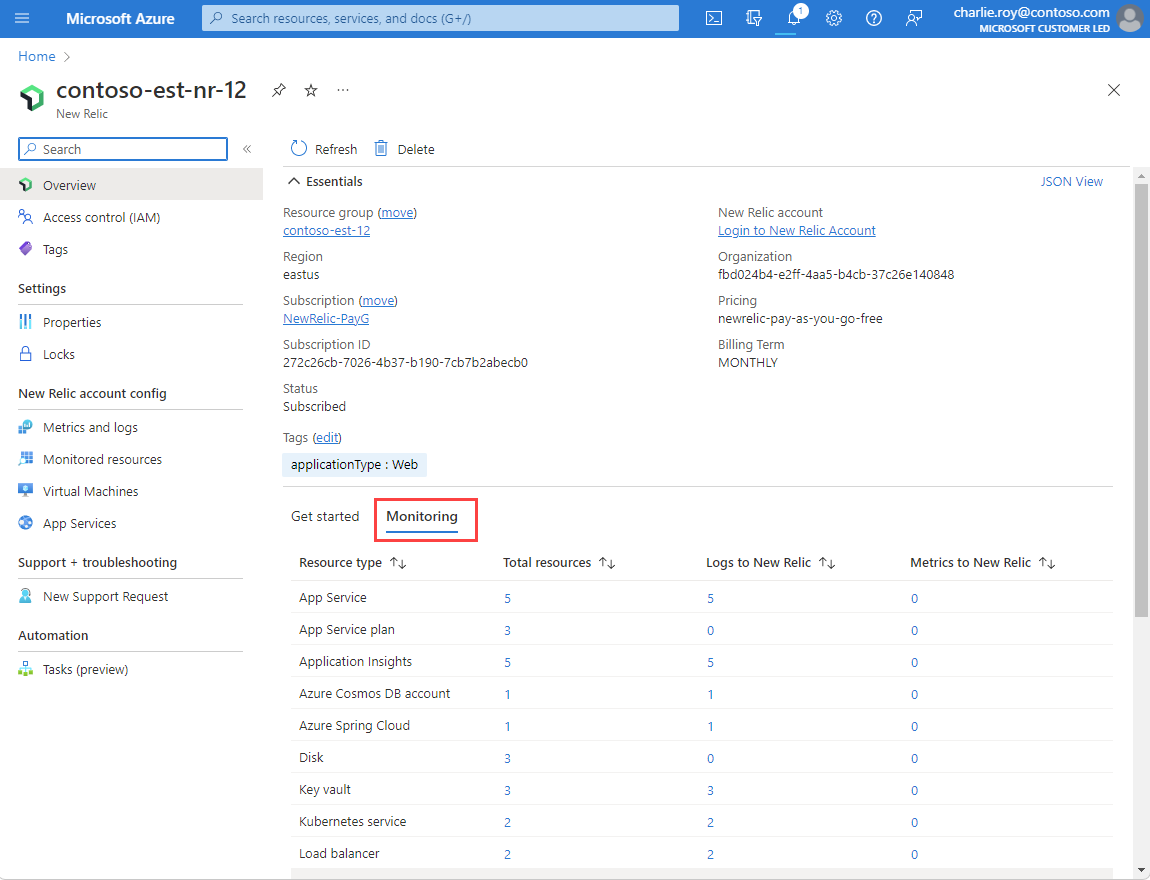 Microsoft Azure
Search resources, services, and docs (G+/)
1
charlie.roy@contoso.com
MICROSOFT CUSTOMER LED
Home
contoso-est-nr-12
New Relic
Search
Overview
Access control (IAM)
Tags
Settings
Properties
Locks
New Relic account config
Metrics and logs
Monitored resources
Virtual Machines
App Services
Support + troubleshooting
New Support Request
Automation
Tasks (preview)
Refresh Delete
Essentials JSON View
Resource group (move)
contoso-est-12
Region
eastus
Subscription (move)
NewRelic-PayG
Subscription ID
272c26cb-7026-4b37-b190-7cb7b2abecb0
Status
Subscribed
New Relic account
Login to New Relic Account
Organization
fbd024b4-e2ff-4aa5-b4cb-37c26e140848
Pricing
newrelic-pay-as-you-go-free
Billing Term
MONTHLY
Tags (edit)
applicationType : Web
Get started Monitoring
Resource type Total resources Logs to New Relic Metrics to New Relic
App Service 5 5 0
App Service plan 3 0 0
Application Insights 5 5 0
Azure Cosmos DB account 1 1 0
Azure Spring Cloud 1 1 0
Disk 3 0 0
Key vault 3 3 0
Kubernetes service 2 2 0
Load balancer 2 2 0